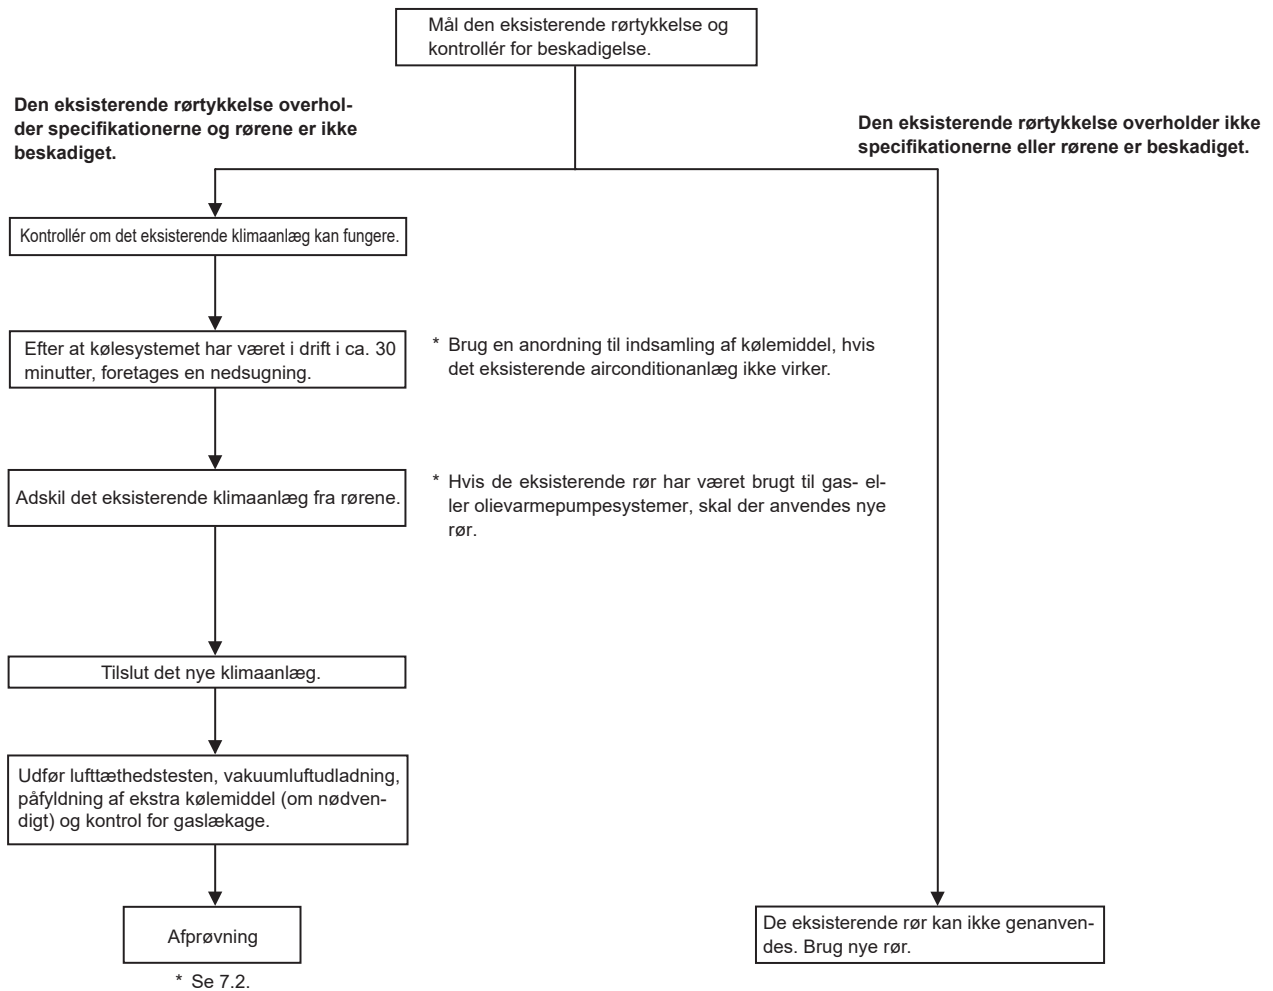 Mål den eksisterende rørtykkelse og
kontrollér for beskadigelse.
Den eksisterende rørtykkelse overhol-
der specifikationerne og rørene er ikke
beskadiget.
Den eksisterende rørtykkelse overholder ikke
specifikationerne eller rørene er beskadiget.
Kontrollér om det eksisterende klimaanlæg kan fungere.
Efter at kølesystemet har været i drift i ca. 30
minutter, foretages en nedsugning.
* Brug en anordning til indsamling af kølemiddel, hvis
det eksisterende airconditionanlæg ikke virker.
Adskil det eksisterende klimaanlæg fra rørene.
* Hvis de eksisterende rør har været brugt til gas- el-
ler olievarmepumpesystemer, skal der anvendes nye
rør.
Tilslut det nye klimaanlæg.
Udfør lufttæthedstesten, vakuumluftudladning,
påfyldning af ekstra kølemiddel (om nødven-
digt) og kontrol for gaslækage.
Afprøvning
* Se 7.2.
De eksisterende rør kan ikke genanven-
des. Brug nye rør.